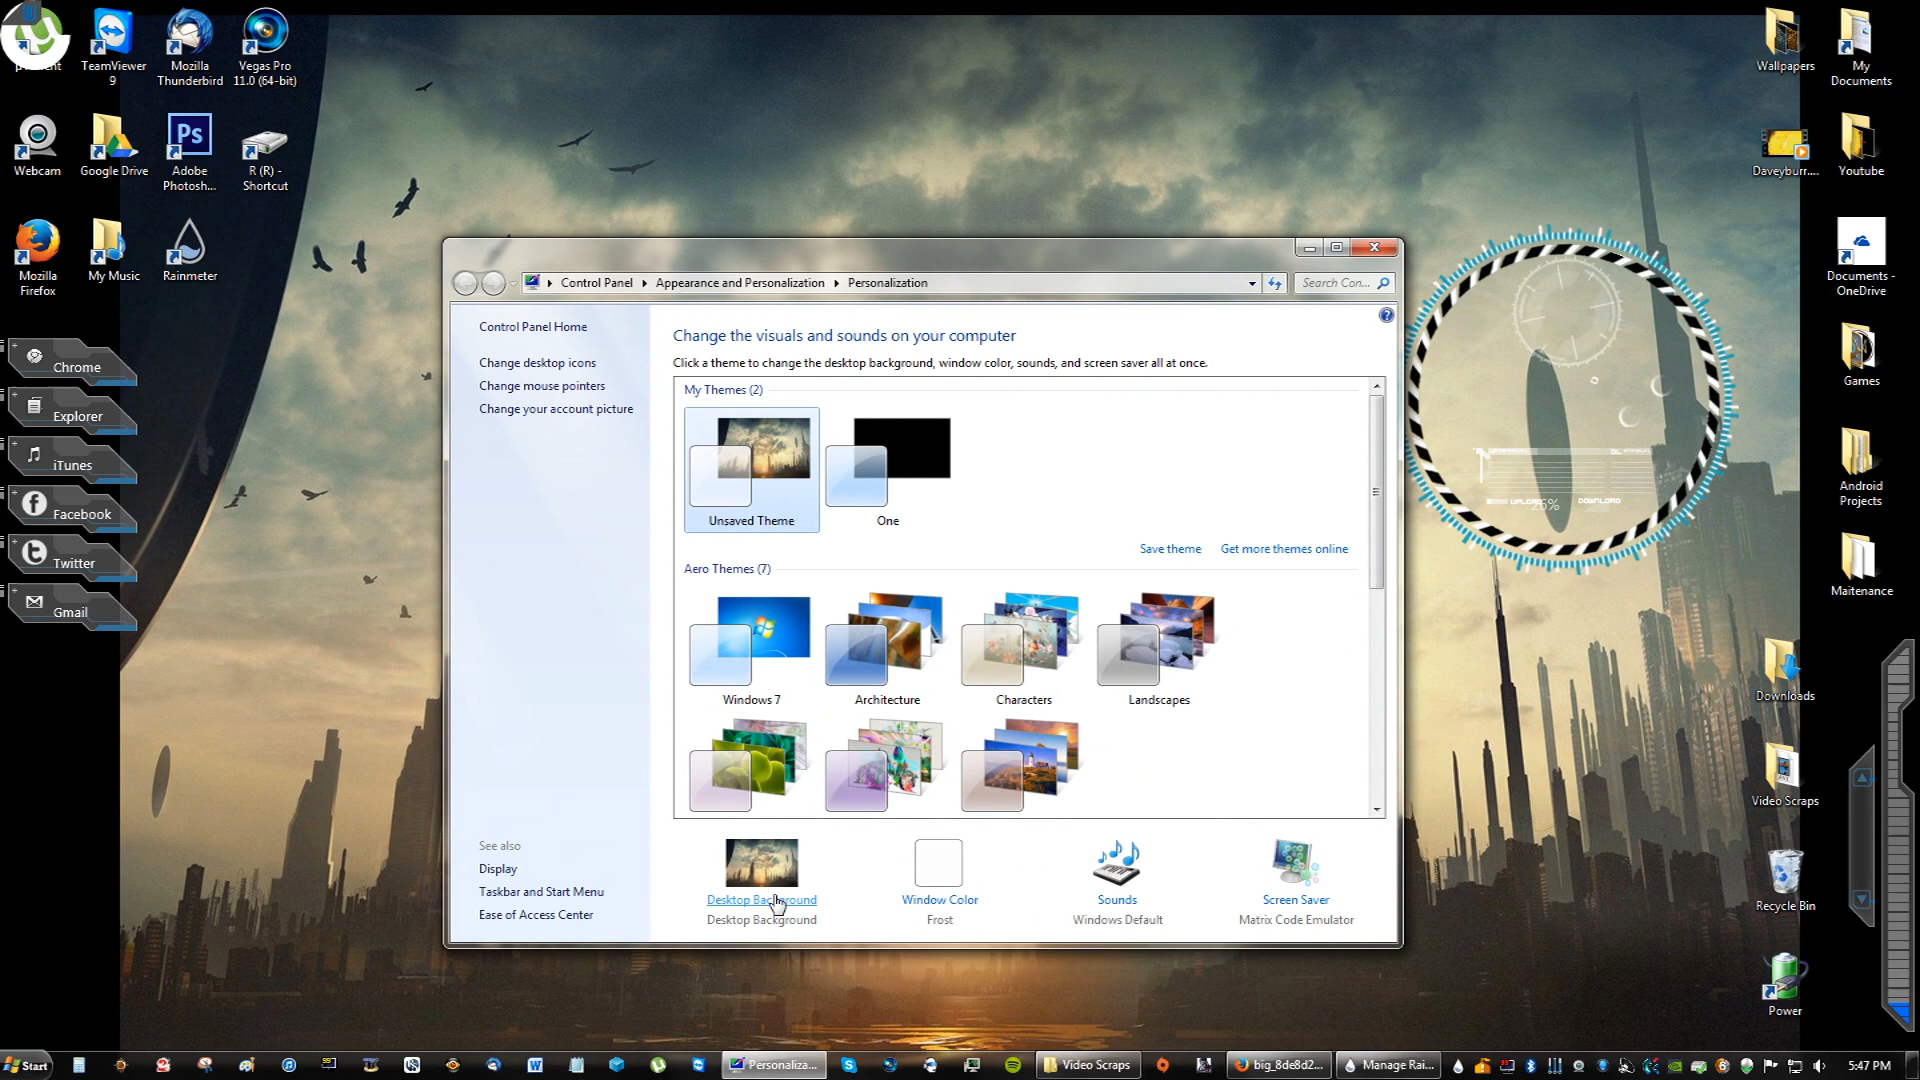 TeamViewer
9
Mozilla
Thunderbird
Vegas Pro
11.0 (64-bit)
Webcam
Google Drive
Ps
Adobe
Photosh...
R (R) -
Shortcut
Mozilla
Firefox
My Music
Rainmeter
Chrome
Explorer
iTunes
Facebook
Twitter
Gmail
Control Panel
Appearance and Personalization
Personalization
Search Con...
Control Panel Home
Change desktop icons
Change mouse pointers
Change your account picture
See also
Display
Taskbar and Start Menu
Ease of Access Center
Change the visuals and sounds on your computer
Click a theme to change the desktop background, window color, sounds, and screen saver all at once.
My Themes (2)
Unsaved Theme
One
Save theme
Get more themes online
Aero Themes (7)
Windows 7
Architecture
Characters
Landscapes
Desktop Background
Desktop Background
Window Color
Frost
Sounds
Windows Default
Screen Saver
Matrix Code Emulator
UPLOAD
26%
DOWNLOAD
Wallpapers
My
Documents
Daveyburr....
Youtube
Documents -
OneDrive
Games
Android
Projects
Maitenance
Downloads
Video Scraps
Recycle Bin
Power
Start
Personaliza...
Video Scraps
big_8de8d2...
Manage Rai...
5:47 PM